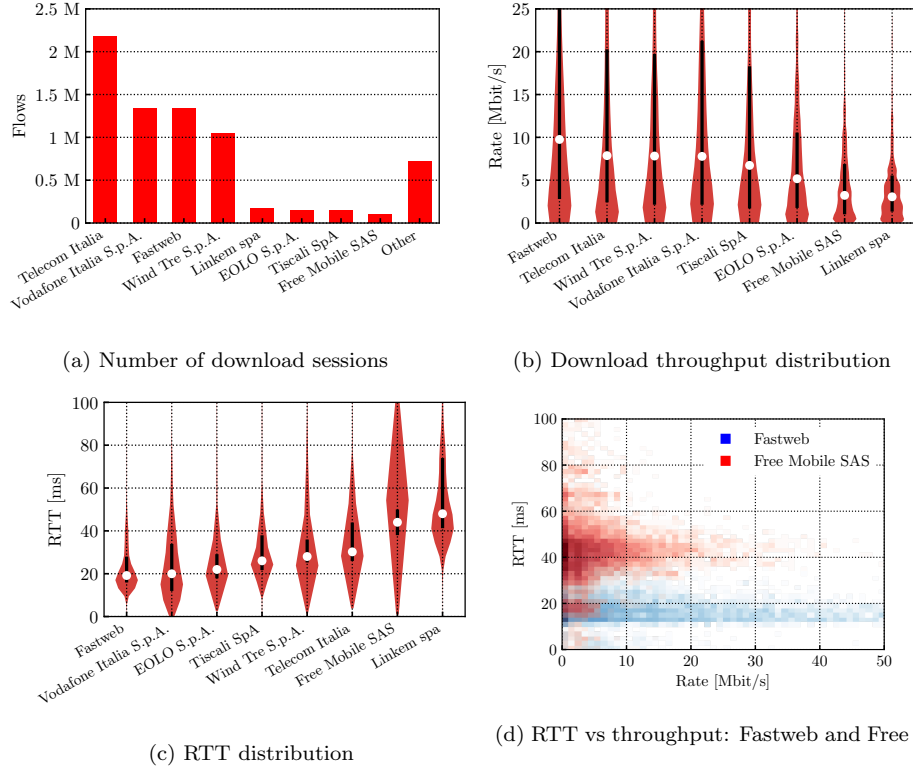 2.5 M
2 M
1.5 M
1 M
0.5 M
0
Flows
Telecom Italia
Vodafone Italia S.p.A.
Fastweb
Wind Tre S.p.A.
Linkem spa
EOLO S.p.A.
Tiscali SpA
Free Mobile SAS
Other
(a) Number of download sessions
25
20
15
10
5
0
Rate [Mbit/s]
Fastweb
Telecom Italia
Wind Tre S.p.A.
Vodafone Italia S.p.A.
Tiscali SpA
EOLO S.p.A.
Free Mobile SAS
Linkem spa
(b) Download throughput distribution
100
80
60
40
20
0
RTT [ms]
Fastweb
Vodafone Italia S.p.A.
EOLO S.p.A.
Tiscali SpA
Wind Tre S.p.A.
Telecom Italia
Free Mobile SAS
Linkem spa
(c) RTT distribution
100
80
60
40
20
0
RTT [ms]
Fastweb
Free Mobile SAS
0 10 20 30 40 50
Rate [Mbit/s]
(d) RTT vs throughput: Fastweb and Free